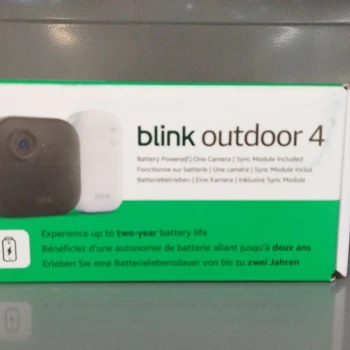 blink outdoor 4
Battery Powered | One Camera | Sync Module Included
Fonctionne sur batterie | Une caméra | Sync Module Inclus
Batteriebetrieben | Eine Kamera | Inklusive Sync Module
blink
blink
Experience up to two-year battery life
Bénéficiez d'une autonomie de batterie allant jusqu'à deux ans
Erleben Sie eine Batterielebensdauer von bis zu zwei Jahren